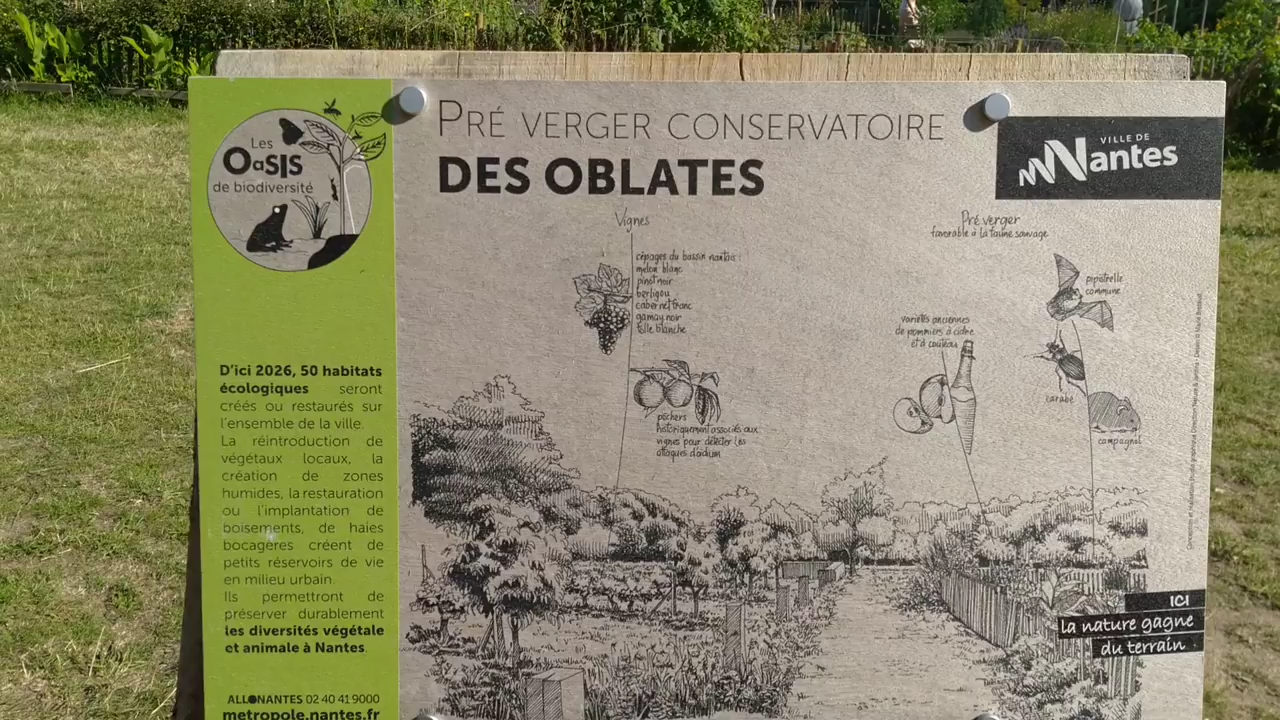 Les
OaSIS
de biodiversité
D'ici 2026, 50 habitats
écologiques seront
créés ou restaurés sur
l'ensemble de la ville.
La réintroduction de
végétaux locaux, la
création de zones
humides, la restauration
ou l'implantation de
boisements, de haies
bocagères créent de
petits réservoirs de vie
en milieu urbain.
Ils permettront de
préserver durablement
les diversités végétale
et animale à Nantes.
ALLONANTES 02 40 41 9000
metropole.nantes.fr
PRÉ VERGER CONSERVATOIRE
DES OBLATES
VILLE DE
Nantes
Vignes
cépages du bassin nantais :
melon blanc
pinot noir
berligou
cabernet franc
gamay noir
folle blanche
pêchers
historiquement associés aux
vignes pour détecter les
attaques d'oïdium
Pré verger
favorable à la faune sauvage
variétés anciennes
de pommiers à cidre
et à couteau
pipistrelle
commune
carabe
campagnol
ICI
la nature gagne
du terrain